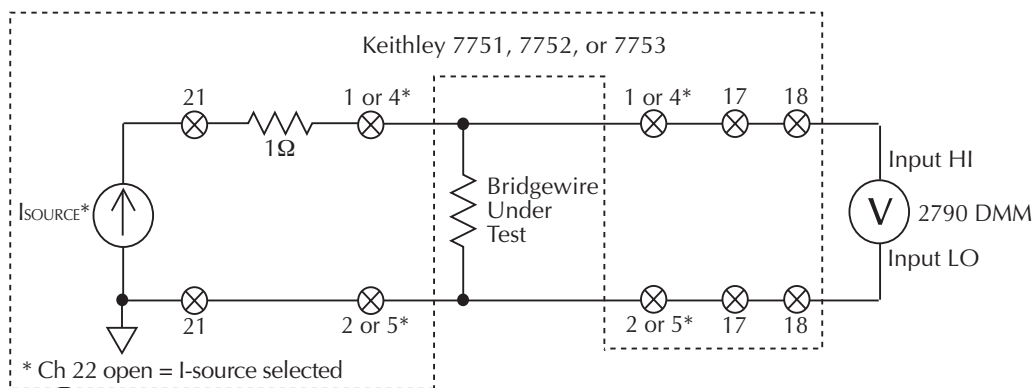 Keithley 7751, 7752, or 7753
21
1 or 4*
1 or 4*
17
18
1Ω
Input HI
ISOURCE*
Bridgewire
Under
Test
V
2790 DMM
Input LO
21
2 or 5*
2 or 5*
17
18
* Ch 22 open = I-source selected